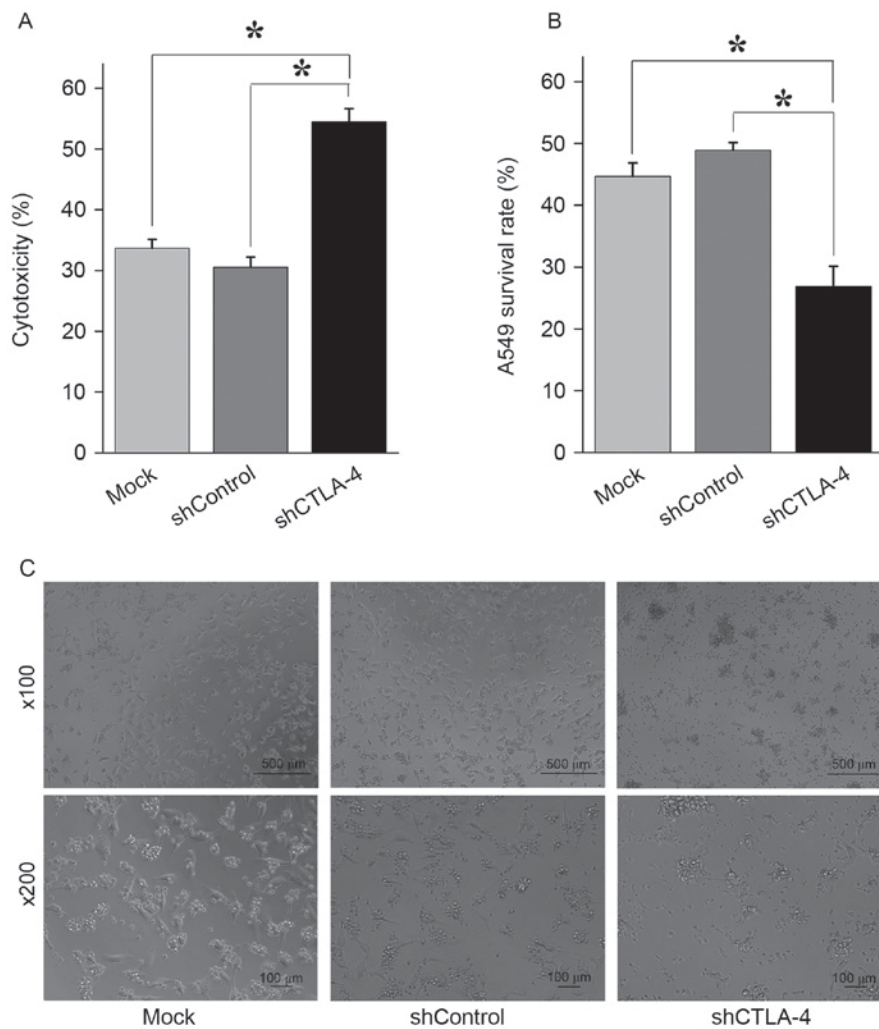 A
B
*
*
*
*
Cytotoxicity (%)
60
50
40
30
20
10
0
Mock
shControl
shCTLA-4
A549 survival rate (%)
60
50
40
30
20
10
0
Mock
shControl
shCTLA-4
C
x100
500 μm
500 μm
500 μm
x200
100 μm
100 μm
100 μm
Mock
shControl
shCTLA-4